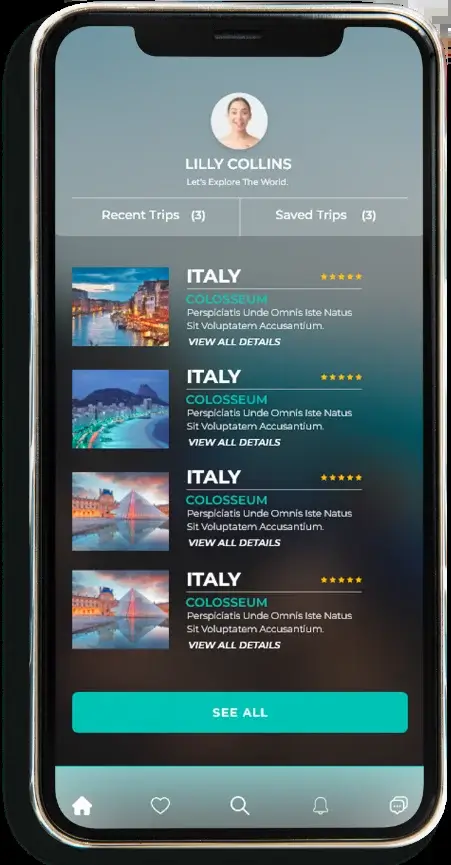 LILLY COLLINS
Let's Explore The World.
Recent Trips (3) Saved Trips (3)
ITALY
COLOSSEUM
Perspiciatis Unde Omnis Iste Natus
Sit Voluptatem Accusantium.
VIEW ALL DETAILS
ITALY
COLOSSEUM
Perspiciatis Unde Omnis Iste Natus
Sit Voluptatem Accusantium.
VIEW ALL DETAILS
ITALY
COLOSSEUM
Perspiciatis Unde Omnis Iste Natus
Sit Voluptatem Accusantium.
VIEW ALL DETAILS
ITALY
COLOSSEUM
Perspiciatis Unde Omnis Iste Natus
Sit Voluptatem Accusantium.
VIEW ALL DETAILS
SEE ALL